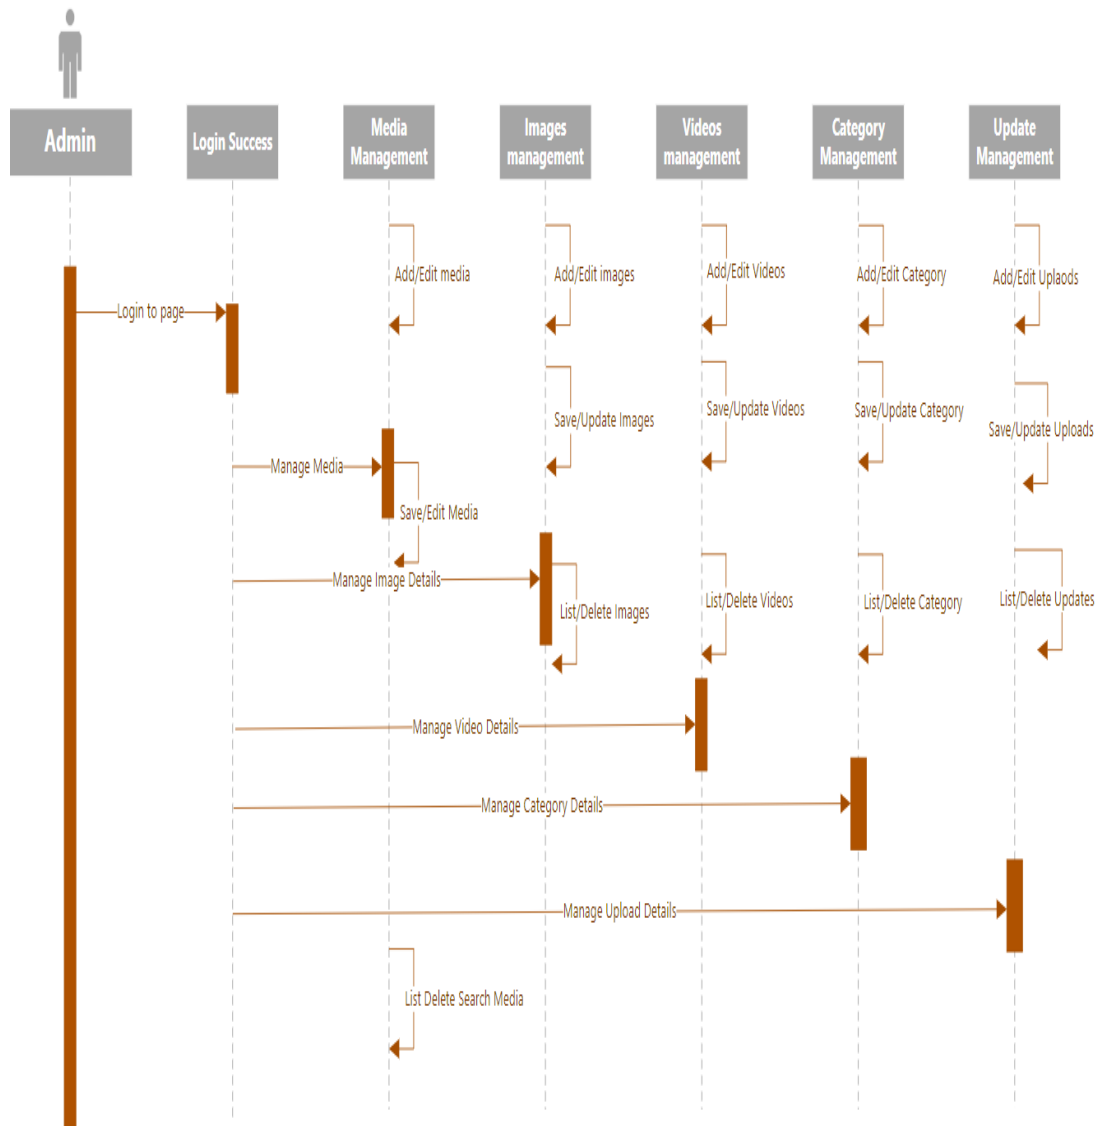 Admin
Login Success
Media
Management
Images
management
Videos
management
Category
Management
Update
Management
Add/Edit media
Add/Edit images
Add/Edit Videos
Add/Edit Category
Add/Edit Uplaods
Login to page
Save/Update Images
Save/Update Videos
Save/Update Category
Save/Update Uploads
Manage Media
Save/Edit Media
Manage Image Details
List/Delete Images
List/Delete Videos
List/Delete Category
List/Delete Updates
Manage Video Details
Manage Category Details
Manage Upload Details
List Delete Search Media